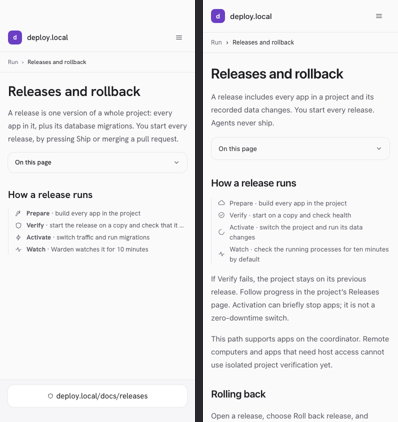 d deploy.local
Run › Releases and rollback
Releases and rollback
A release is one version of a whole project: every
app in it, plus its database migrations. You start every
release, by pressing Ship or merging a pull request.
On this page
How a release runs
Prepare · build every app in the project
Verify · start the release on a copy and check that it ...
Activate · switch traffic and run migrations
Watch · Warden watches it for 10 minutes
deploy.local/docs/releases
d deploy.local
Run › Releases and rollback
Releases and rollback
A release includes every app in a project and its
recorded data changes. You start every release.
Agents never ship.
On this page
How a release runs
Prepare · build every app in the project
Verify · start on a copy and check health
Activate · switch the project and run its data
changes
Watch · check the running processes for ten minutes
by default
If Verify fails, the project stays on its previous
release. Follow progress in the project's Releases
page. Activation can briefly stop apps; it is not a
zero-downtime switch.
This path supports apps on the coordinator. Remote
computers and apps that need host access cannot
use isolated project verification yet.
Rolling back
Open a release, choose Roll back release, and